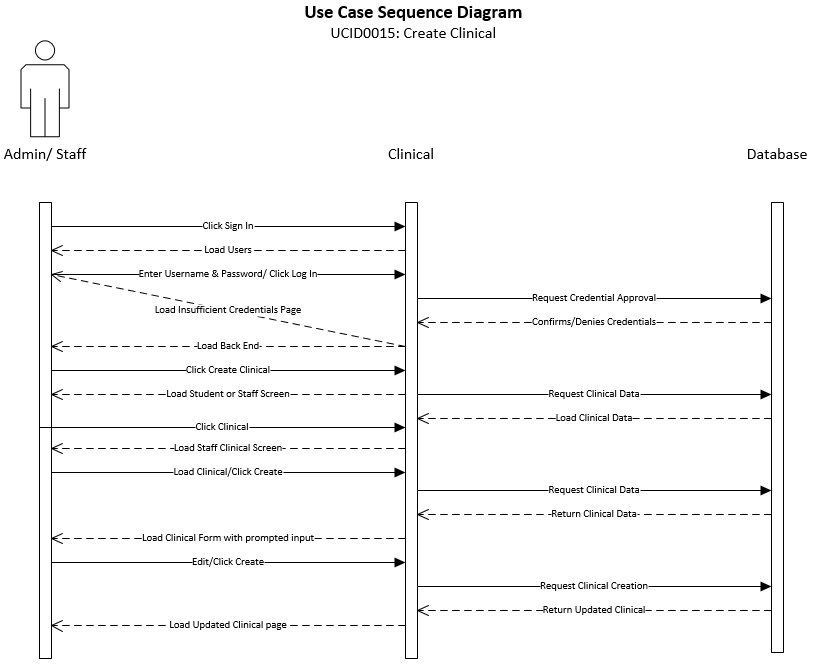 Use Case Sequence Diagram
UCID0015: Create Clinical
Admin/ Staff
Clinical
Database
Click Sign In
Load Users
Enter Username & Password/ Click Log In
Request Credential Approval
Load Insufficient Credentials Page
Confirms/Denies Credentials
Load Back End
Click Create Clinical
Load Student or Staff Screen
Request Clinical Data
Load Clinical Data
Click Clinical
Load Staff Clinical Screen
Load Clinical/Click Create
Request Clinical Data
Return Clinical Data
Load Clinical Form with prompted input
Edit/Click Create
Request Clinical Creation
Return Updated Clinical
Load Updated Clinical page